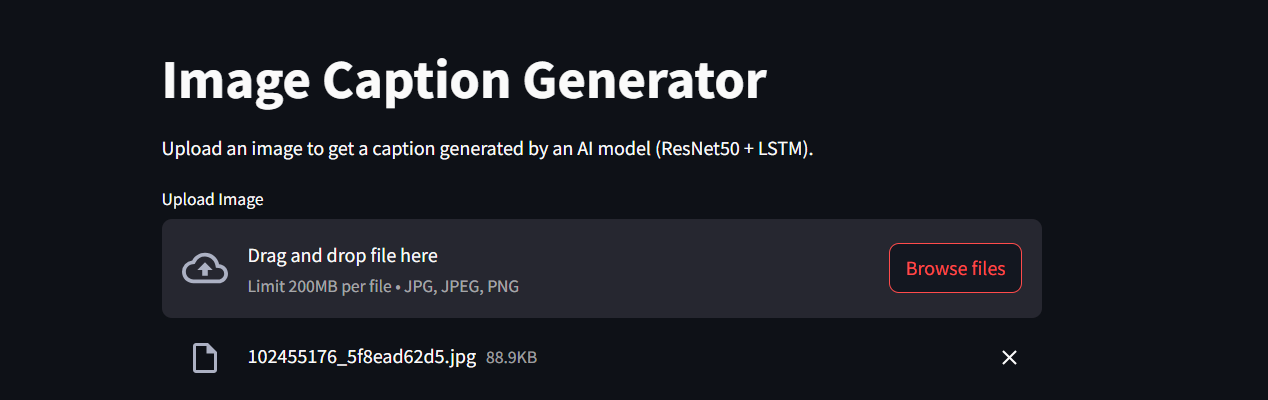 Image Caption Generator
Upload an image to get a caption generated by an AI model (ResNet50 + LSTM).
Upload Image
Drag and drop file here
Limit 200MB per file • JPG, JPEG, PNG
Browse files
102455176_5f8ead62d5.jpg 88.9KB